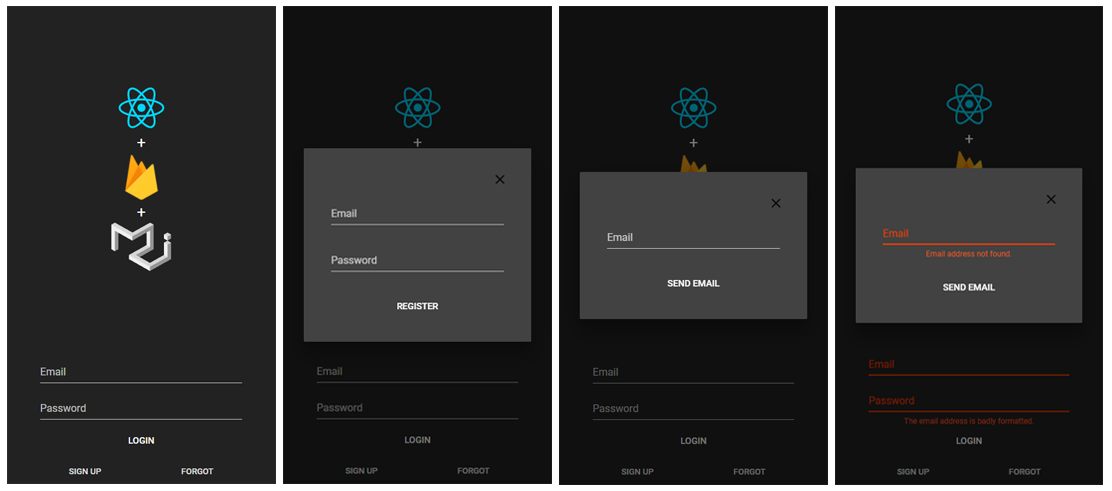 +
+
Email
Password
LOGIN
SIGN UP FORGOT
+
Email
Password
REGISTER
Email
Password
LOGIN
SIGN UP FORGOT
+
Email
SEND EMAIL
Email
Password
LOGIN
SIGN UP FORGOT
+
Email
Email address not found.
SEND EMAIL
Email
Password
The email address is badly formatted.
LOGIN
SIGN UP FORGOT